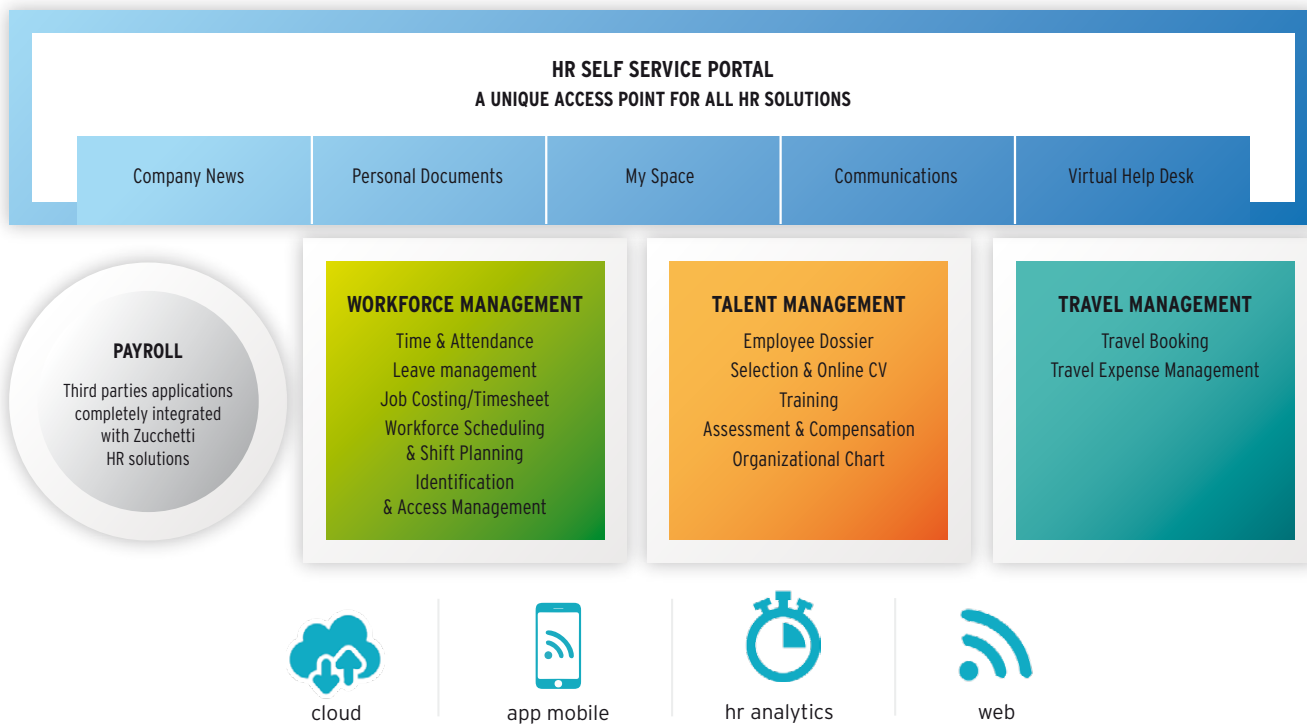 HR SELF SERVICE PORTAL
A UNIQUE ACCESS POINT FOR ALL HR SOLUTIONS
Company News
Personal Documents
My Space
Communications
Virtual Help Desk
PAYROLL
Third parties applications
completely integrated
with Zucchetti
HR solutions
WORKFORCE MANAGEMENT
Time & Attendance
Leave management
Job Costing/Timesheet
Workforce Scheduling
& Shift Planning
Identification
& Access Management
TALENT MANAGEMENT
Employee Dossier
Selection & Online CV
Training
Assessment & Compensation
Organizational Chart
TRAVEL MANAGEMENT
Travel Booking
Travel Expense Management
cloud
app mobile
hr analytics
web